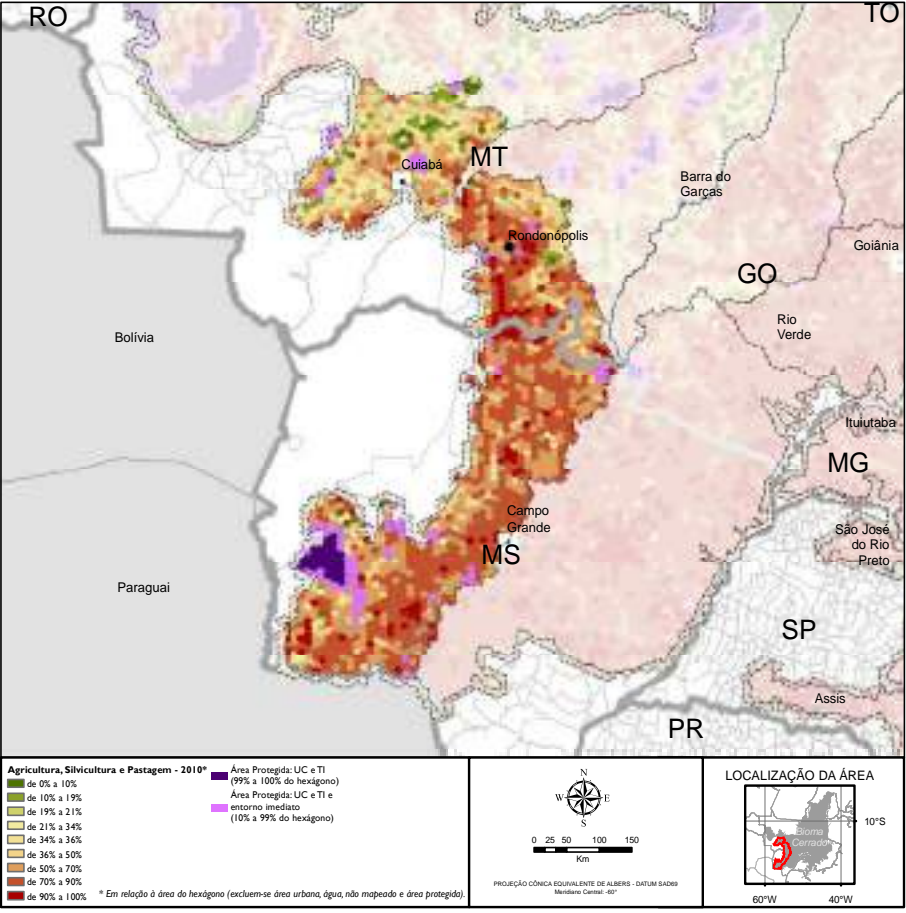 RO
TO
MT
Cuiabá
Barra do
Garças
Rondonópolis
Goiânia
GO
Rio
Verde
Bolívia
Ituiutaba
MG
Campo
Grande
MS
São José
do Rio
Preto
Paraguai
SP
Assis
PR
Agricultura, Silvicultura e Pastagem - 2010*
de 0% a 10%
de 10% a 19%
de 19% a 21%
de 21% a 34%
de 34% a 36%
de 36% a 50%
de 50% a 70%
de 70% a 90%
de 90% a 100%
Área Protegida: UC e TI
(99% a 100% do hexágono)
Área Protegida: UC e TI e
entorno imediato
(10% a 99% do hexágono)
* Em relação à área do hexágono (excluem-se área urbana, água, não mapeado e área protegida).
N
W E
S
0 25 50 100 150
Km
PROJEÇÃO CÔNICA EQUIVALENTE DE ALBERS - DATUM SAD69
Meridiano Central: -60°
LOCALIZAÇÃO DA ÁREA
Bioma
Cerrado
10°S
60°W 40°W